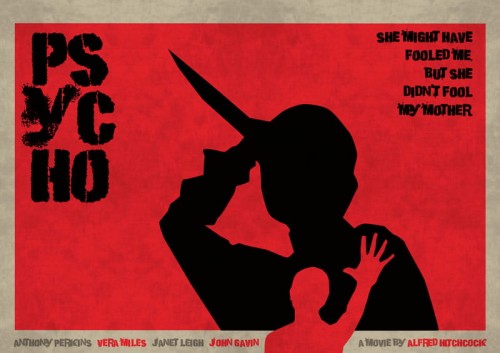 PS
YC
HO
SHE MIGHT HAVE
FOOLED ME,
BUT SHE
DIDN'T FOOL
MY MOTHER
ANTHONY PERKINS VERA MILES JANET LEIGH JOHN GAVIN
A MOVIE BY ALFRED HITCHCOCK